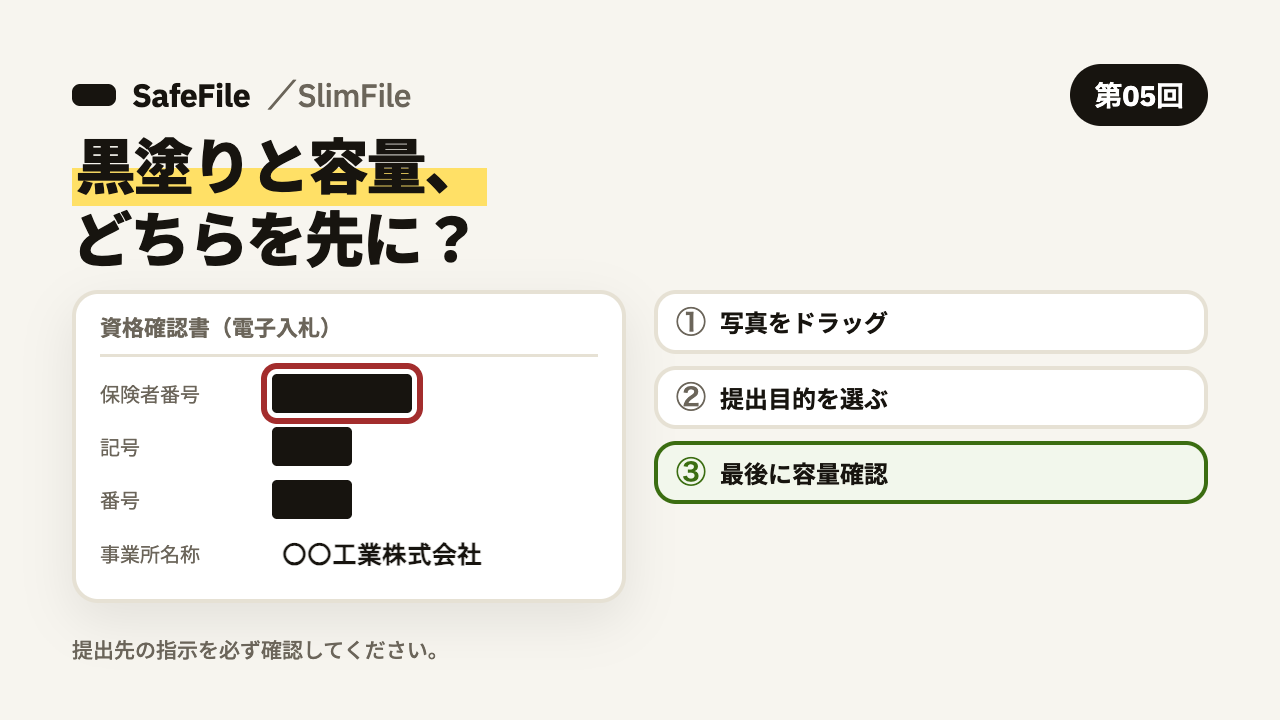 SafeFile ／SlimFile
第05回
黒塗りと容量、
どちらを先に？
資格確認書（電子入札）
保険者番号
記号
番号
事業所名称 〇〇工業株式会社
① 写真をドラッグ
② 提出目的を選ぶ
③ 最後に容量確認
提出先の指示を必ず確認してください。